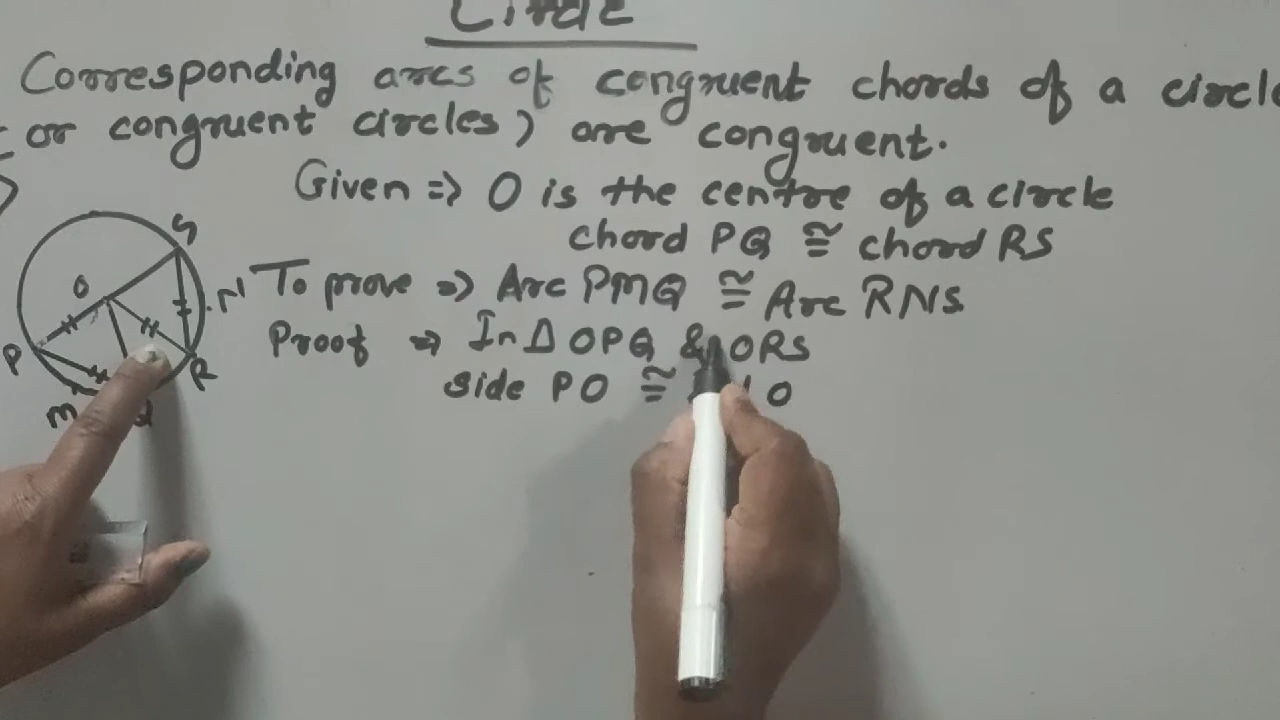 Circle
Corresponding arcs of congruent chords of a circle
or congruent circles) are congruent.
Given => O is the centre of a circle
chord PQ ≅ chord RS
To prove => Arc PMQ ≅ Arc RNS
Proof => In Δ OPQ & ORS
side PO ≅ O
S
O
N
P
R
M
Q